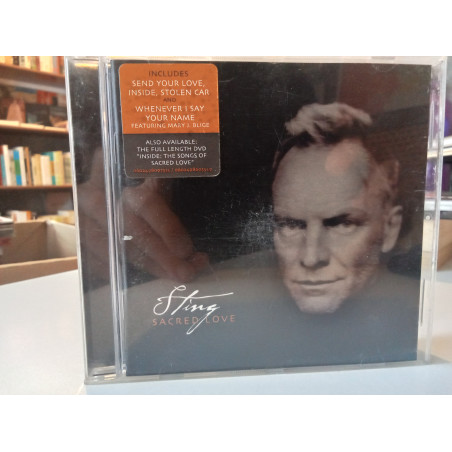 INCLUDES
SEND YOUR LOVE,
INSIDE, STOLEN CAR
AND
WHENEVER I SAY
YOUR NAME
FEATURING MARY J. BLIGE
ALSO AVAILABLE:
THE FULL LENGTH DVD
"INSIDE: THE SONGS OF
SACRED LOVE"
Sting
SACRED LOVE